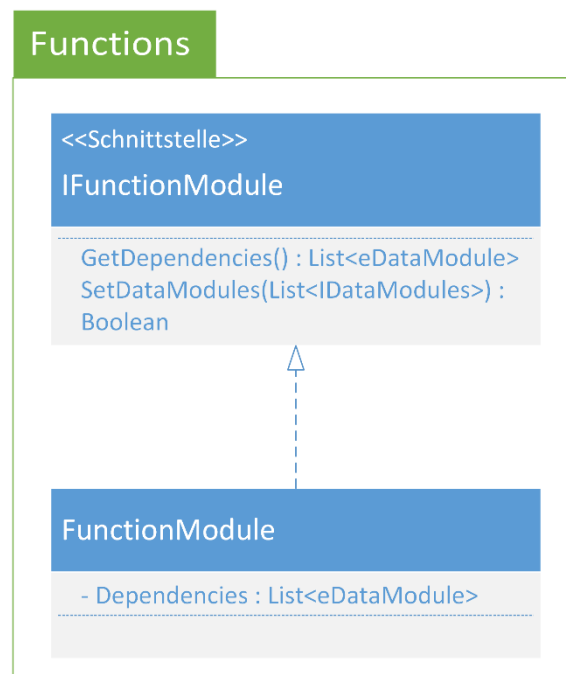 Functions
<<Schnittstelle>>
IFunctionModule
GetDependencies() : List<eDataModule>
SetDataModules(List<IDataModules>) :
Boolean
FunctionModule
- Dependencies : List<eDataModule>